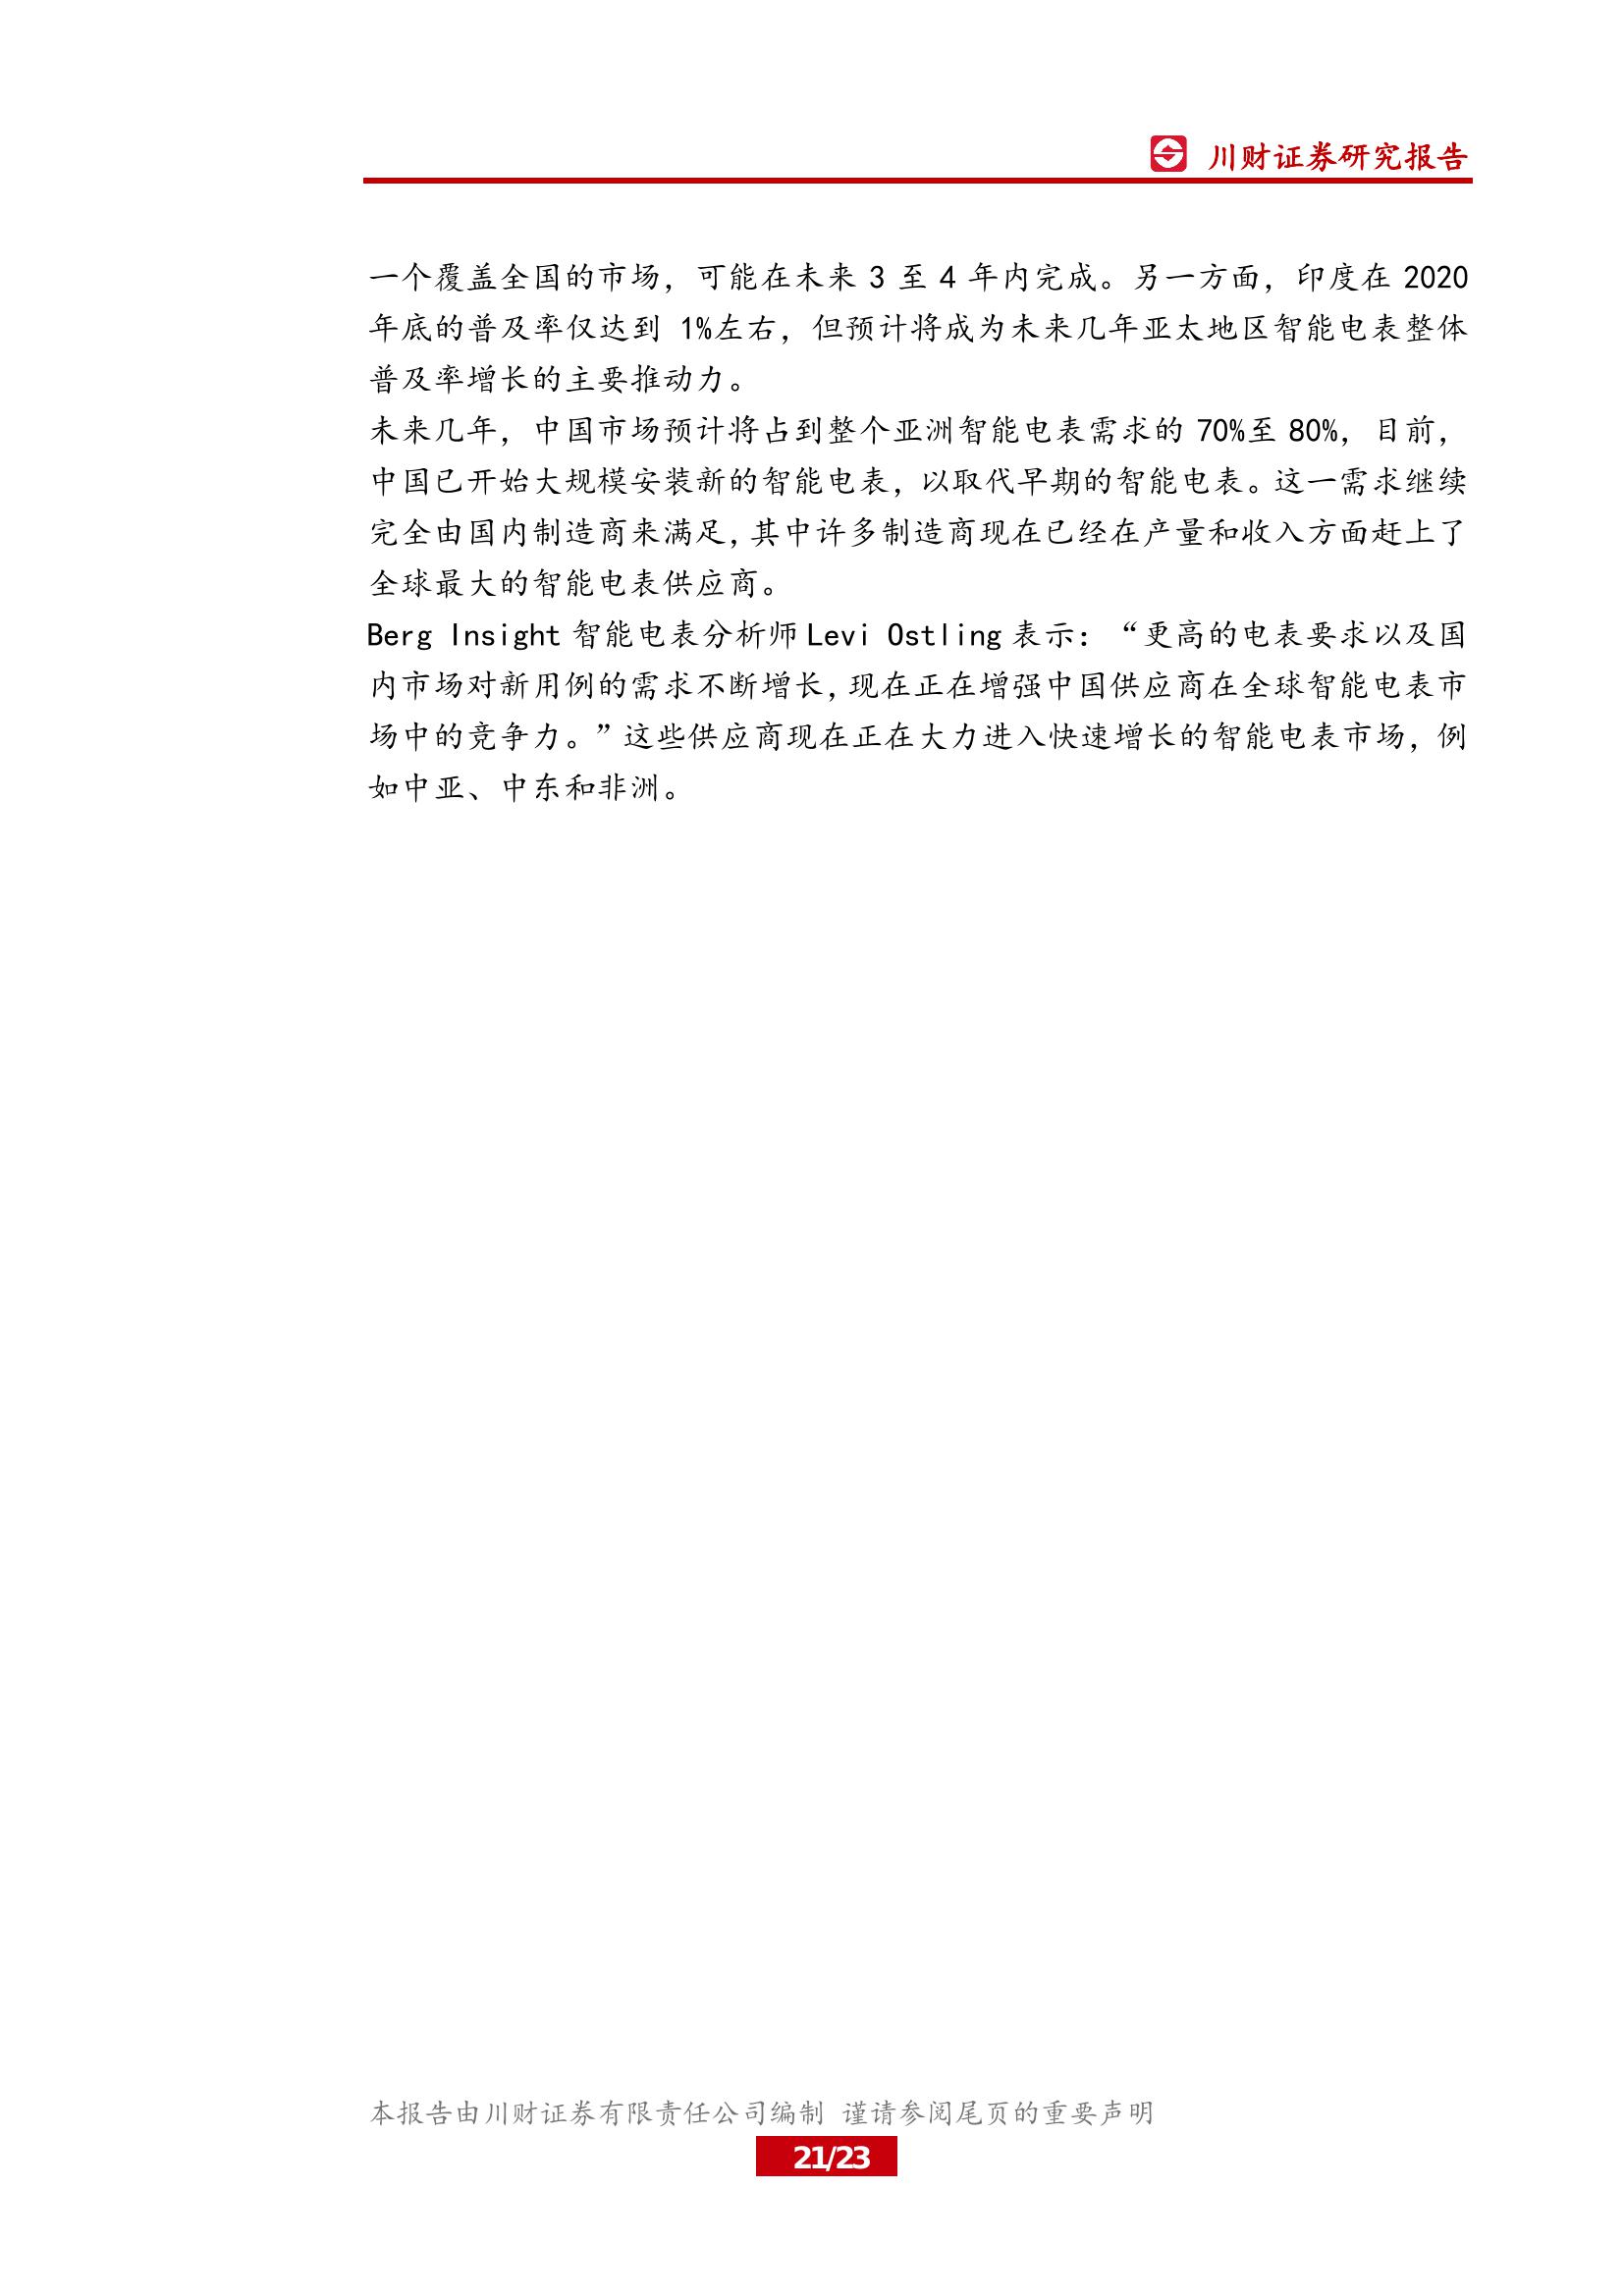 川财证券研究报告
一个覆盖全国的市场，可能在未来 3 至 4 年内完成。另一方面，印度在 2020
年底的普及率仅达到 1%左右，但预计将成为未来几年亚太地区智能电表整体
普及率增长的主要推动力。
未来几年，中国市场预计将占到整个亚洲智能电表需求的 70%至 80%，目前，
中国已开始大规模安装新的智能电表，以取代早期的智能电表。这一需求继续
完全由国内制造商来满足，其中许多制造商现在已经在产量和收入方面赶上了
全球最大的智能电表供应商。
Berg Insight 智能电表分析师 Levi Ostling 表示：“更高的电表要求以及国
内市场对新用例的需求不断增长，现在正在增强中国供应商在全球智能电表市
场中的竞争力。”这些供应商现在正在大力进入快速增长的智能电表市场，例
如中亚、中东和非洲。
本报告由川财证券有限责任公司编制 谨请参阅尾页的重要声明
21/23